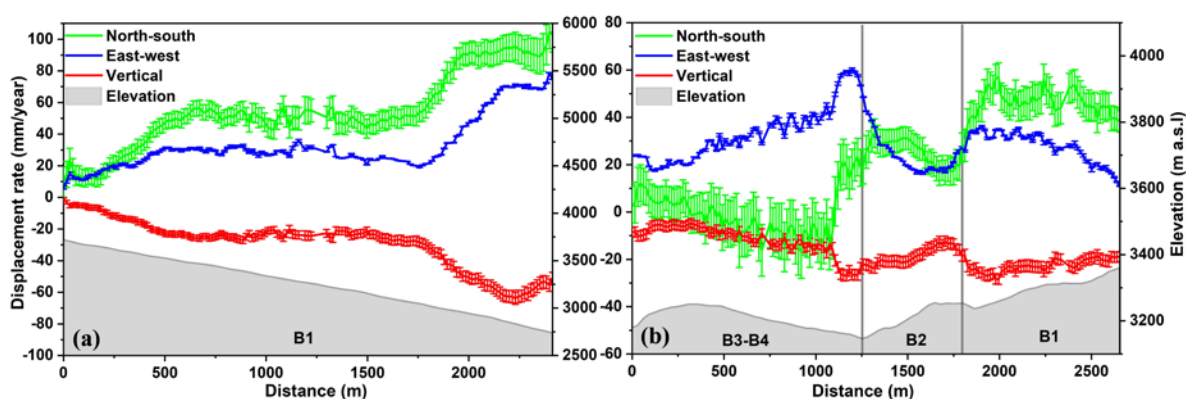 North-south
East-west
Vertical
Elevation
Displacement rate (mm/year)
100
80
60
40
20
0
-20
-40
-60
-80
-100
6000
5500
5000
4500
4000
3500
3000
2500
(a)
B1
0 500 1000 1500 2000
Distance (m)
North-south
East-west
Vertical
Elevation
80
60
40
20
0
-20
-40
-60
4000
3800
3600
3400
3200
Elevation (m a.s.l)
(b)
B3-B4 B2 B1
0 500 1000 1500 2000 2500
Distance (m)